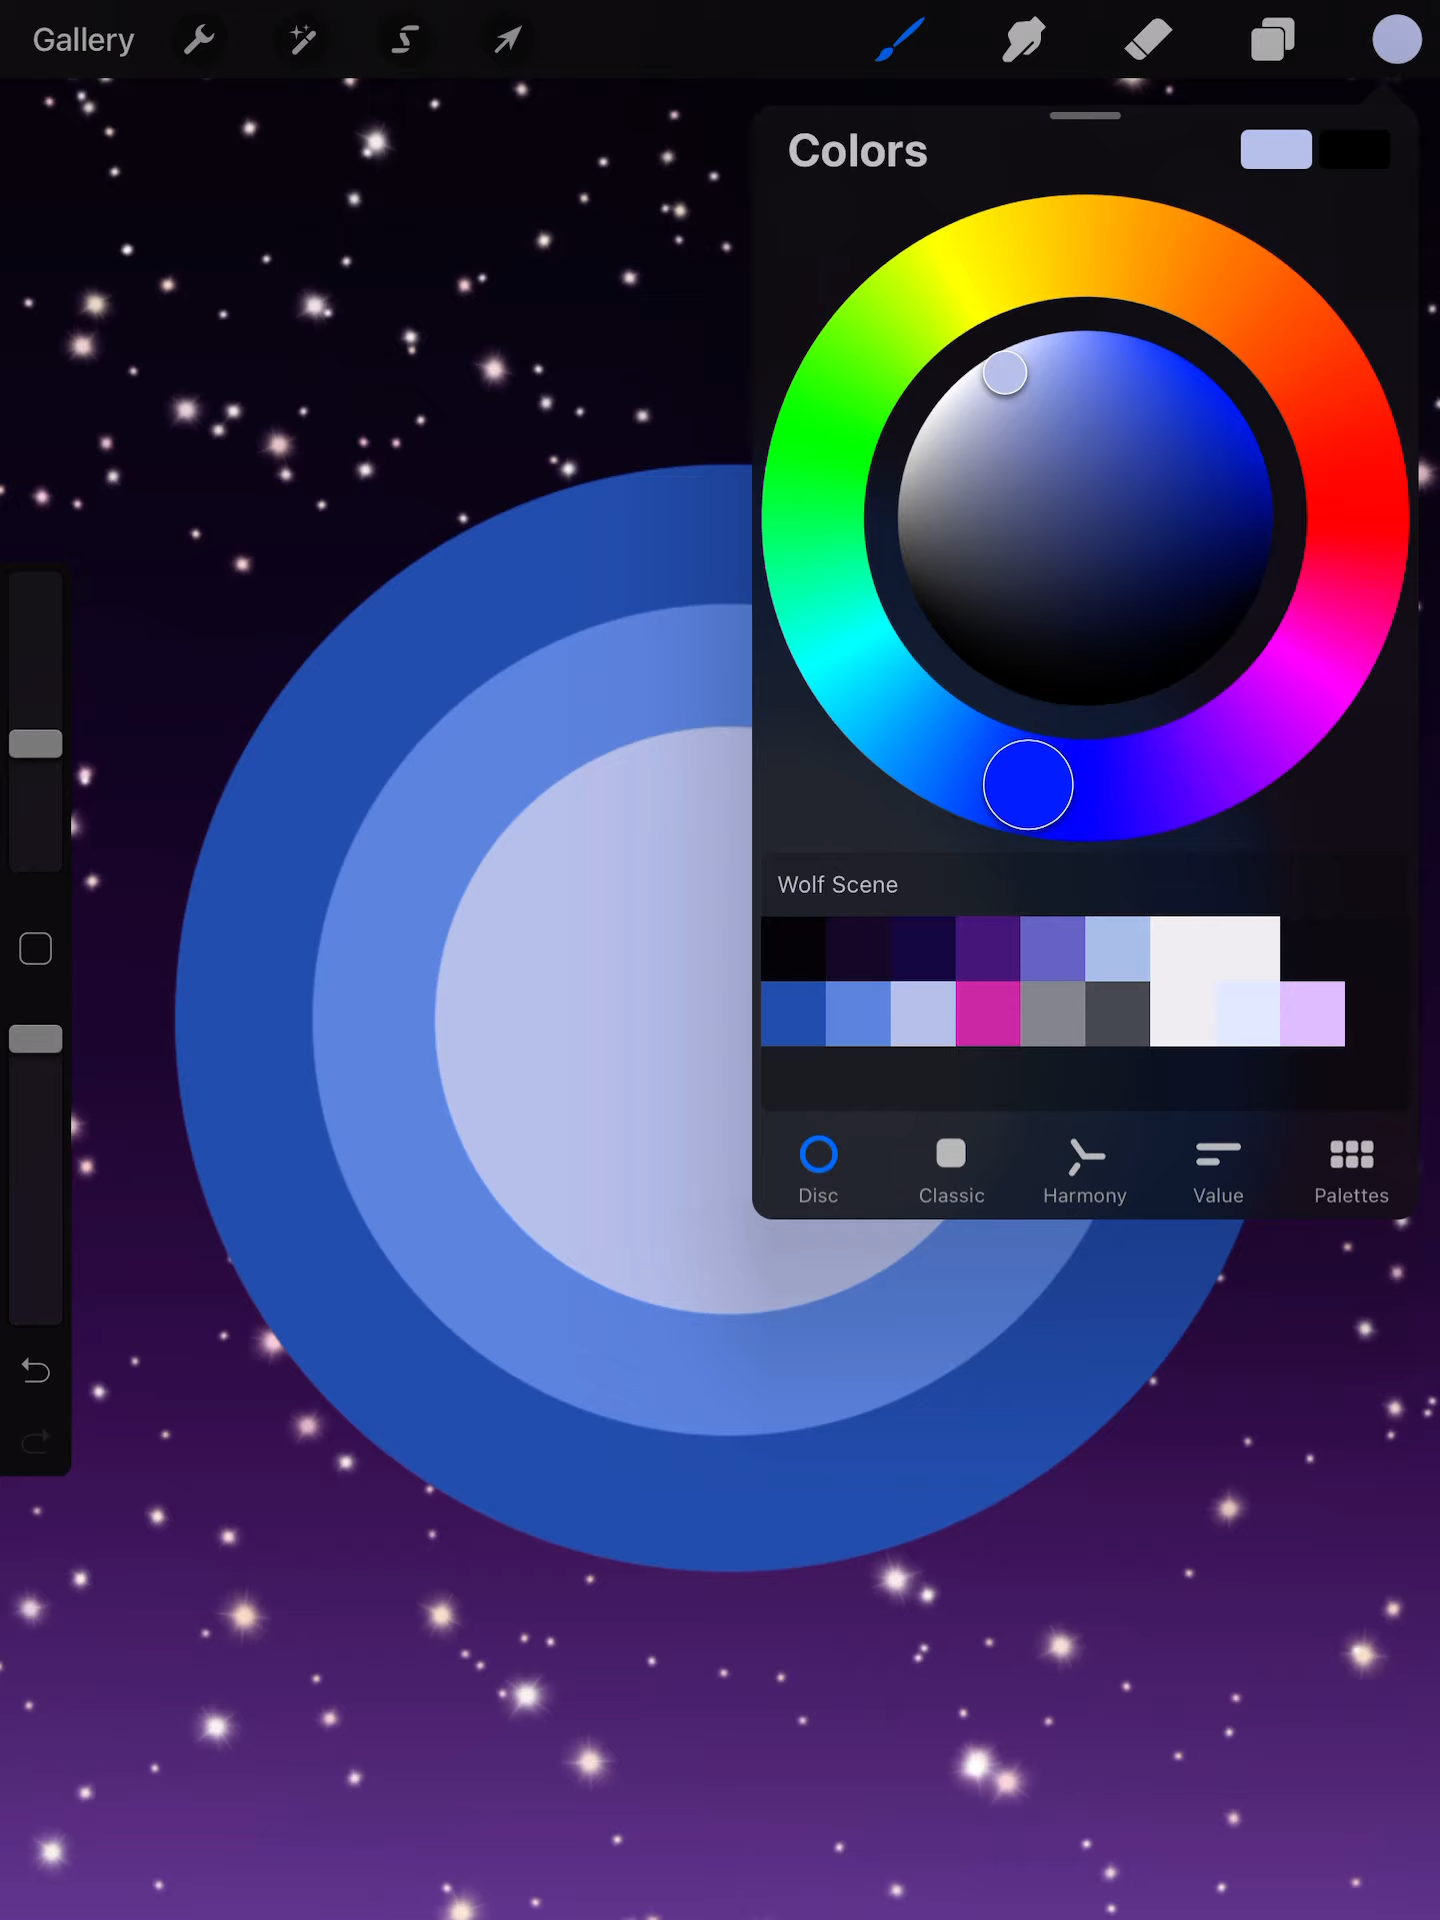 Gallery
Colors
Wolf Scene
Disc
Classic
Harmony
Value
Palettes